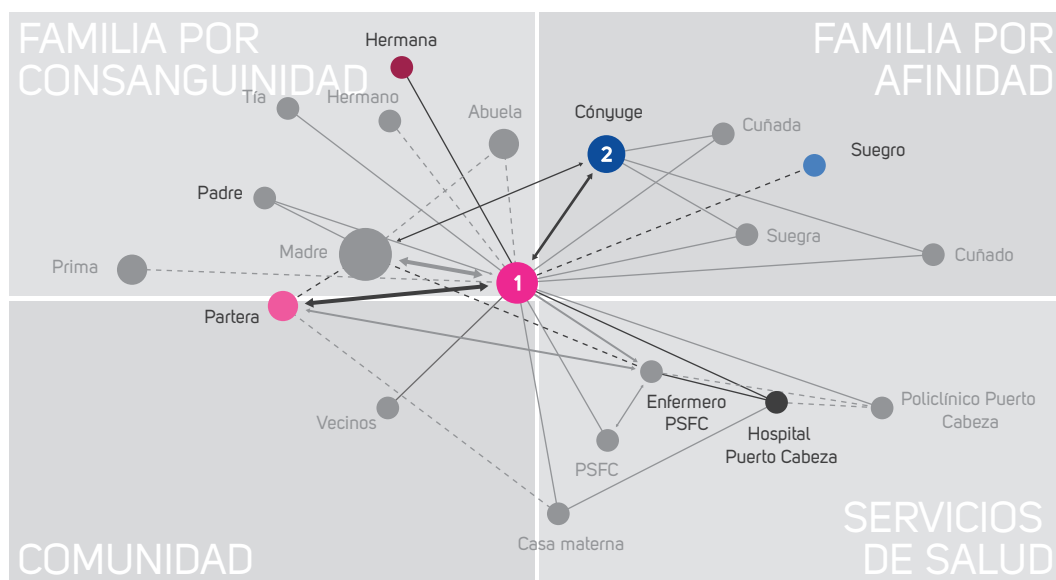 FAMILIA POR
CONSANGUINIDAD
FAMILIA POR
AFINIDAD
Hermana
Tía
Hermano
Abuela
Cónyuge
2
Cuñada
Suegro
Padre
Madre
Suegra
Cuñado
Prima
1
Partera
Vecinos
Enfermero
PSFC
Policlínico Puerto
Cabeza
Hospital
Puerto Cabeza
PSFC
Casa materna
COMUNIDAD
SERVICIOS
DE SALUD